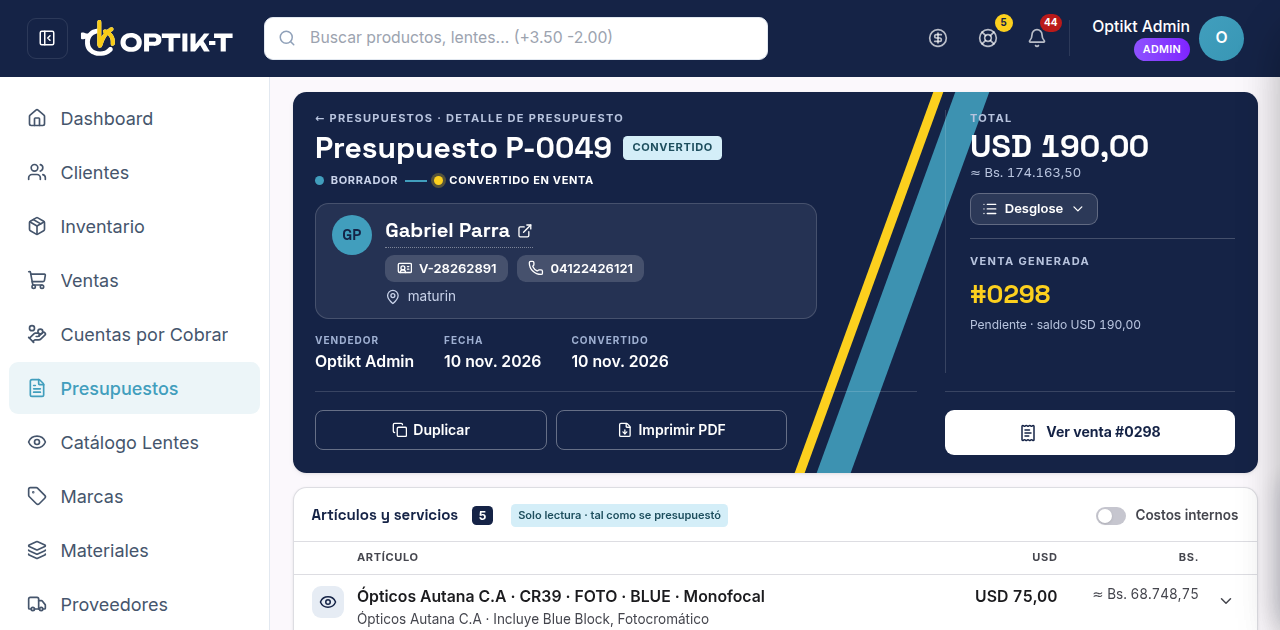 OPTIK-T
Buscar productos, lentes... (+3.50 -2.00)
5
44
Optikt Admin
ADMIN
O
Dashboard
Clientes
Inventario
Ventas
Cuentas por Cobrar
Presupuestos
Catálogo Lentes
Marcas
Materiales
Proveedores
← PRESUPUESTOS · DETALLE DE PRESUPUESTO
Presupuesto P-0049 CONVERTIDO
BORRADOR CONVERTIDO EN VENTA
GP
Gabriel Parra
V-28262891 04122426121
maturin
VENDEDOR FECHA CONVERTIDO
Optikt Admin 10 nov. 2026 10 nov. 2026
Duplicar Imprimir PDF
TOTAL
USD 190,00
≈ Bs. 174.163,50
Desglose
VENTA GENERADA
#0298
Pendiente · saldo USD 190,00
Ver venta #0298
Artículos y servicios 5 Solo lectura · tal como se presupuestó Costos internos
ARTÍCULO USD BS.
Ópticos Autana C.A · CR39 · FOTO · BLUE · Monofocal USD 75,00 ≈ Bs. 68.748,75
Ópticos Autana C.A · Incluye Blue Block, Fotocromático